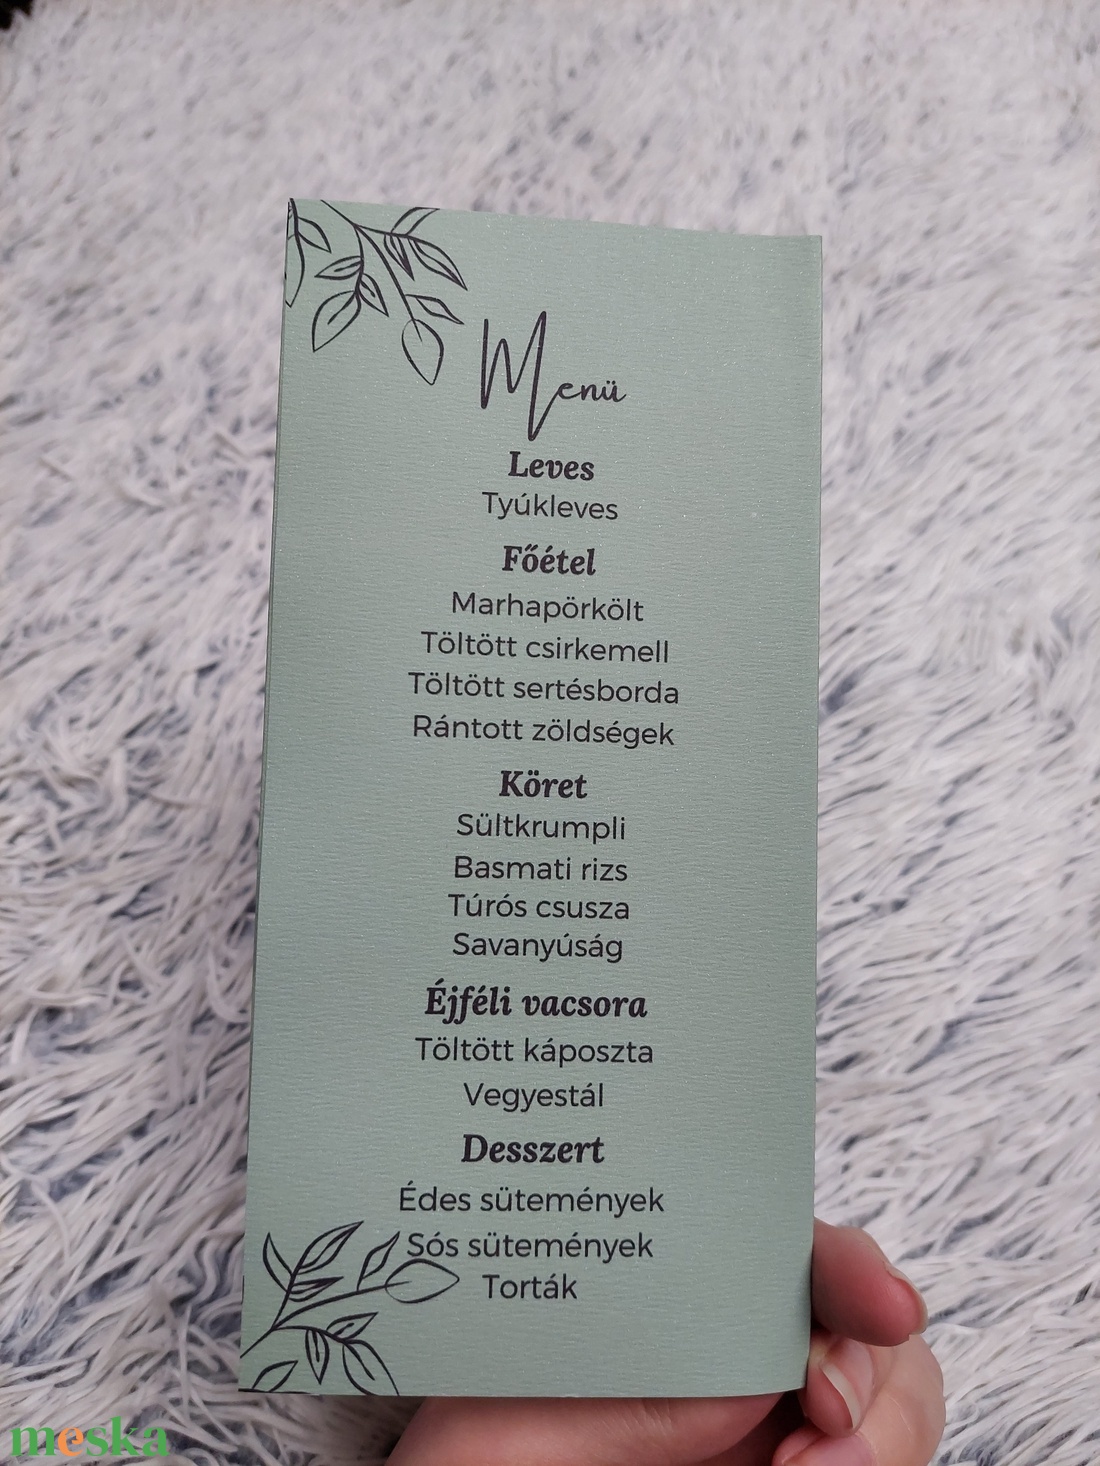 Menü
Leves
Tyúkleves
Főétel
Marhapörkölt
Töltött csirkemell
Töltött sertésborda
Rántott zöldségek
Köret
Sültkrumpli
Basmati rizs
Túrós csusza
Savanyúság
Éjféli vacsora
Töltött káposzta
Vegyestál
Desszert
Édes sütemények
Sós sütemények
Torták
meska